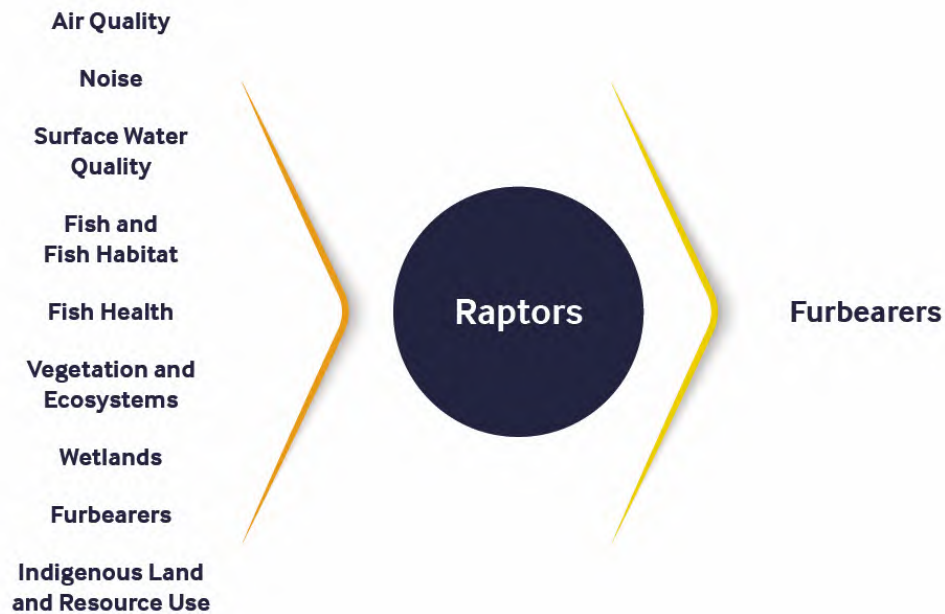 Air Quality
Noise
Surface Water
Quality
Fish and
Fish Habitat
Fish Health
Vegetation and
Ecosystems
Wetlands
Furbearers
Indigenous Land
and Resource Use
Raptors
Furbearers